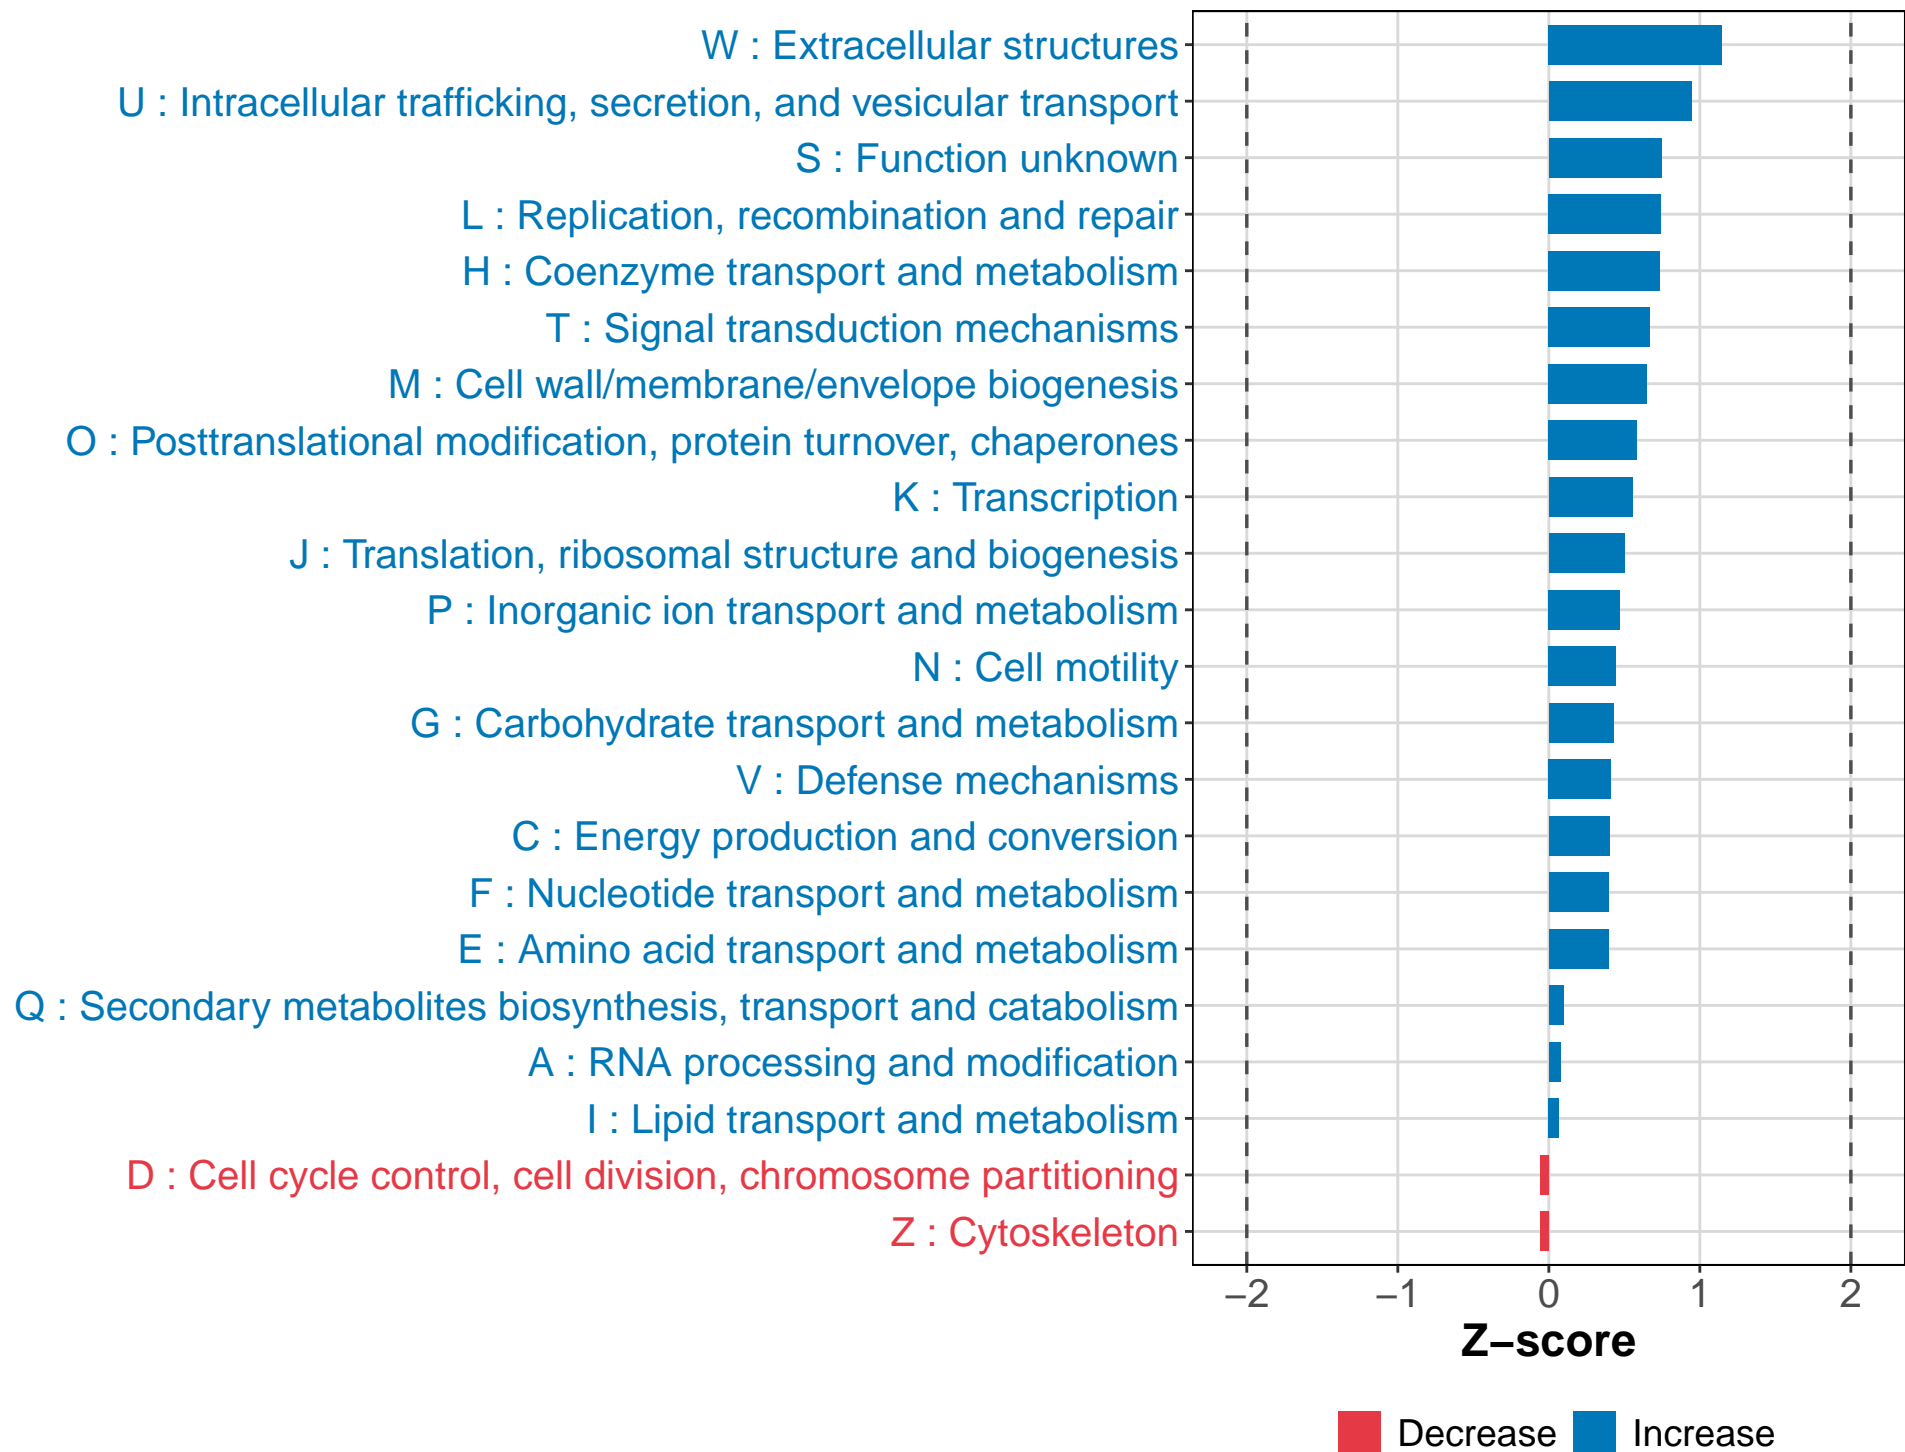 W : Extracellular structures
U : Intracellular trafficking, secretion, and vesicular transport
S : Function unknown
L : Replication, recombination and repair
H : Coenzyme transport and metabolism
T : Signal transduction mechanisms
M : Cell wall/membrane/envelope biogenesis
O : Posttranslational modification, protein turnover, chaperones
K : Transcription
J : Translation, ribosomal structure and biogenesis
P : Inorganic ion transport and metabolism
N : Cell motility
G : Carbohydrate transport and metabolism
V : Defense mechanisms
C : Energy production and conversion
F : Nucleotide transport and metabolism
E : Amino acid transport and metabolism
Q : Secondary metabolites biosynthesis, transport and catabolism
A : RNA processing and modification
I : Lipid transport and metabolism
D : Cell cycle control, cell division, chromosome partitioning
Z : Cytoskeleton
−2 −1 0 1 2
Z−score
Decrease Increase